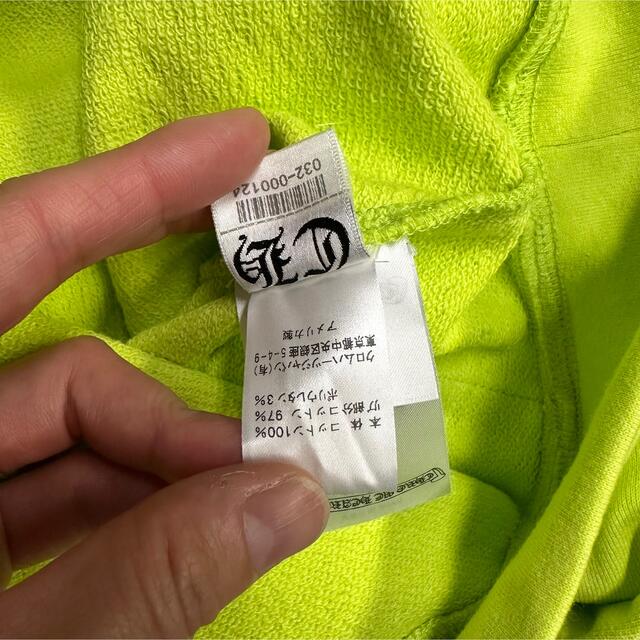 032-000124
CH
本 体 コットン100%
リブ部分コットン 97%
ポリウレタン 3%
クロムハーツジャパン(有)
東京都中央区銀座5-4-9
アメリカ製